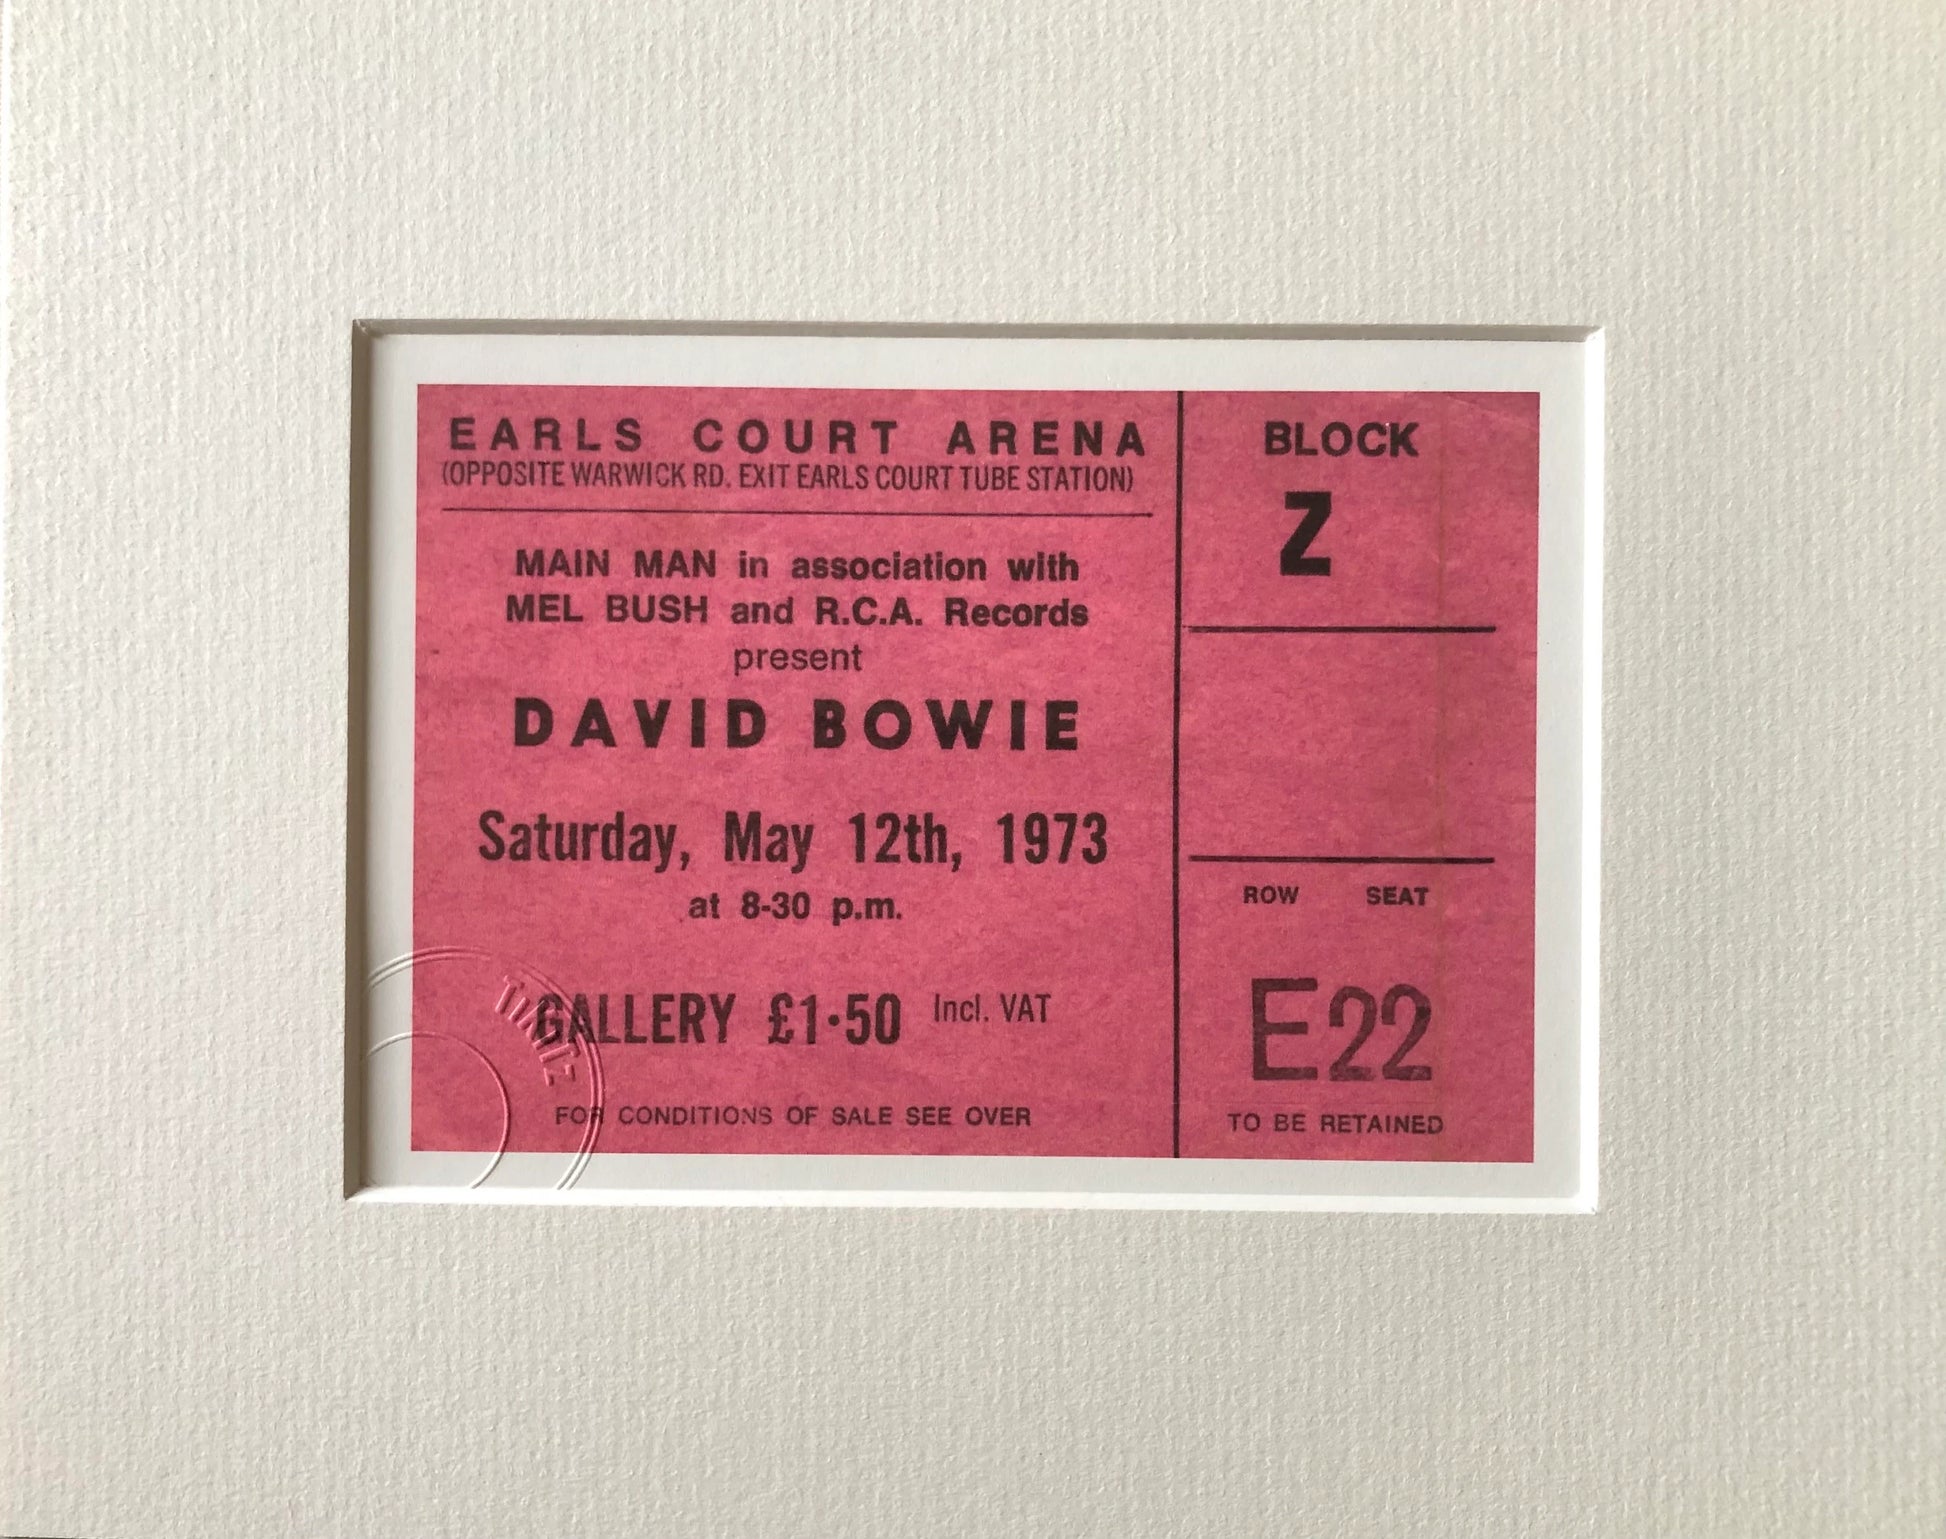 EARLS COURT ARENA
(OPPOSITE WARWICK RD. EXIT EARLS COURT TUBE STATION)
MAIN MAN in association with
MEL BUSH and R.C.A. Records
present
DAVID BOWIE
Saturday, May 12th, 1973
at 8-30 p.m.
GALLERY £1·50 Incl. VAT
FOR CONDITIONS OF SALE SEE OVER
BLOCK
Z
ROW SEAT
E22
TO BE RETAINED